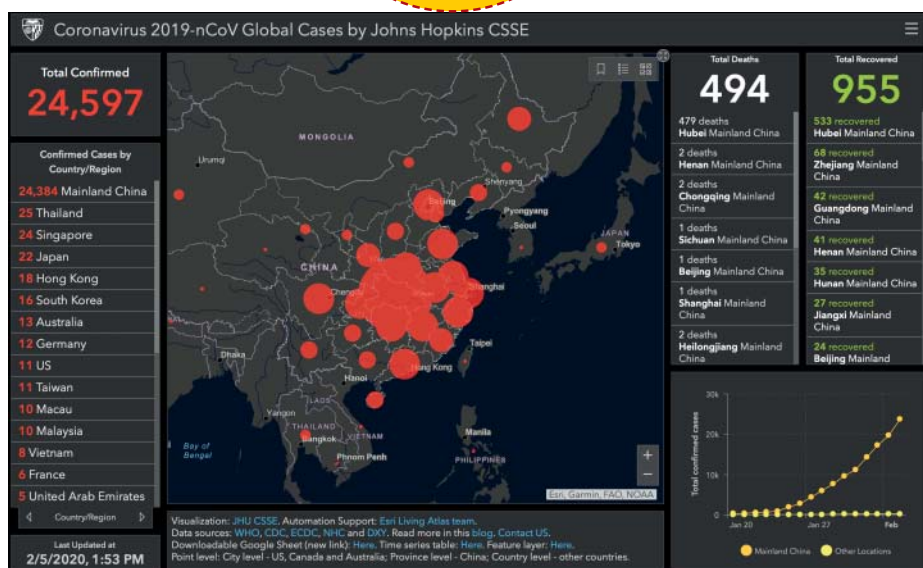 Coronavirus 2019-nCoV Global Cases by Johns Hopkins CSSE
Total Confirmed
24,597
Confirmed Cases by
Country/Region
24,384 Mainland China
25 Thailand
24 Singapore
22 Japan
18 Hong Kong
16 South Korea
13 Australia
12 Germany
11 US
11 Taiwan
10 Macau
10 Malaysia
8 Vietnam
6 France
5 United Arab Emirates
Country/Region
Last Updated at
2/5/2020, 1:53 PM
MONGOLIA
Urumqi
Shenyang
Beijing
Pyongyang
Seoul
JAPAN
Tokyo
CHINA
Shanghai
Dhaka
Taipei
Hong Kong
Hanoi
LAOS
Yangon
THAILAND
Bangkok
VIETNAM
Manila
Bay of
Bengal
Phnom Penh
PHILIPPINES
+
−
Esri, Garmin, FAO, NOAA
Visualization: JHU CSSE. Automation Support: Esri Living Atlas team.
Data sources: WHO, CDC, ECDC, NHC and DXY. Read more in this blog. Contact US.
Downloadable Google Sheet (new link): Here. Time series table: Here. Feature layer: Here.
Point level: City level - US, Canada and Australia; Province level - China; Country level - other countries.
Total Deaths
494
479 deaths
Hubei Mainland China
2 deaths
Henan Mainland China
2 deaths
Chongqing Mainland
China
1 deaths
Sichuan Mainland China
1 deaths
Beijing Mainland China
1 deaths
Shanghai Mainland
China
2 deaths
Heilongjiang Mainland
China
Total Recovered
955
533 recovered
Hubei Mainland China
68 recovered
Zhejiang Mainland
China
42 recovered
Guangdong Mainland
China
41 recovered
Henan Mainland China
35 recovered
Hunan Mainland China
27 recovered
Jiangxi Mainland
China
24 recovered
Beijing Mainland
Total confirmed cases
30k
20k
10k
0
Jan 20
Jan 27
Feb
Mainland China
Other Locations